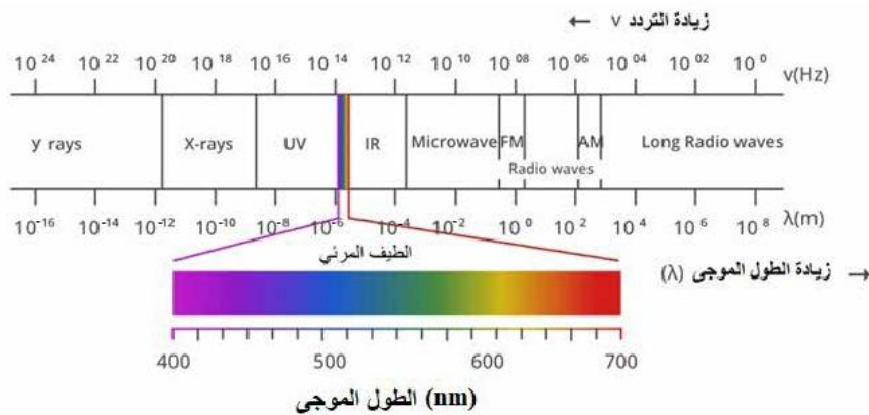 ← ν زيادة التردد
10 24 10 22 10 20 10 18 10 16 10 14 10 12 10 10 10 08 10 06 10 04 10 02 10 0 ν(Hz)
γ rays X-rays UV IR Microwave FM AM Long Radio waves
Radio waves
10 -16 10 -14 10 -12 10 -10 10 -8 10 -6 10 -4 10 -2 10 0 10 2 10 4 10 6 10 8 λ(m)
الطيف المرئي
زيادة الطول الموجى (λ) →
400 500 600 700
الطول الموجى (nm)